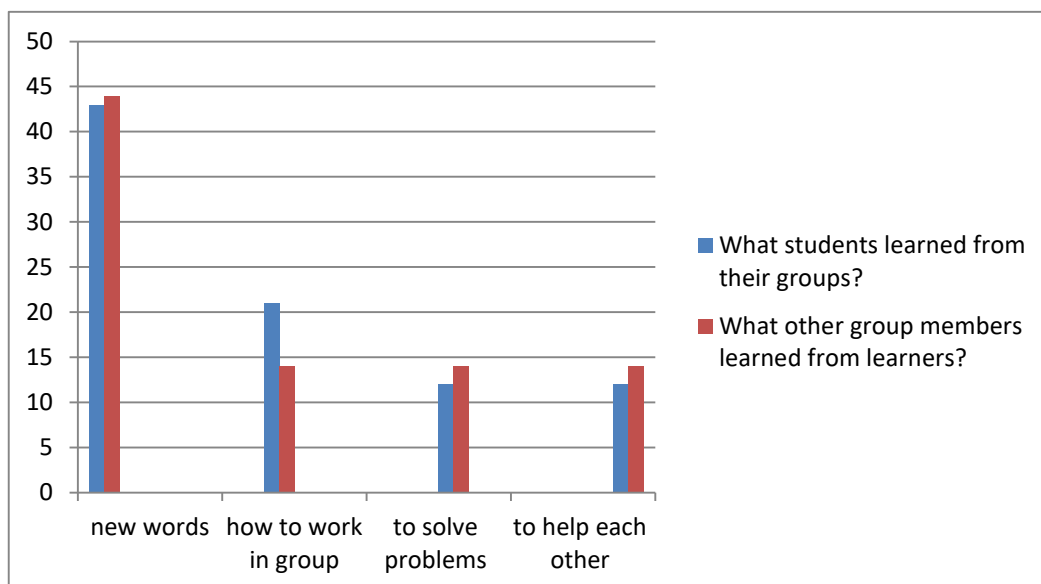 50
45
40
35
30
25
20
15
10
5
0
new words
how to work
in group
to solve
problems
to help each
other
What students learned from
their groups?
What other group members
learned from learners?